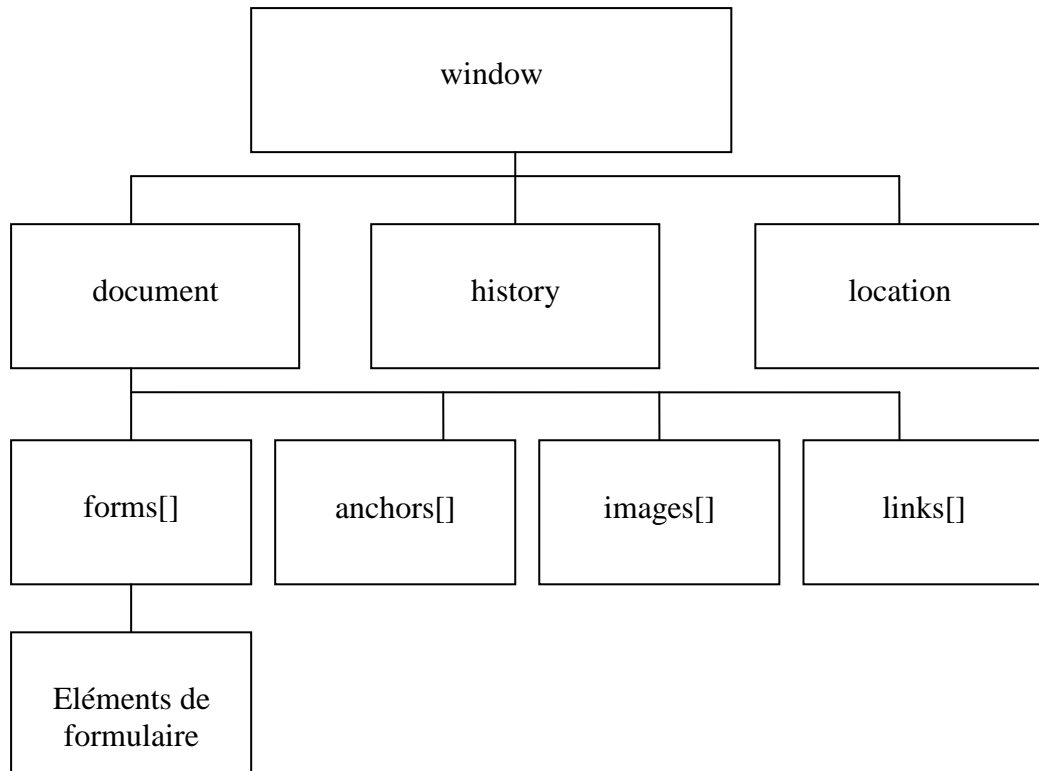 window
document
history
location
forms[]
anchors[]
images[]
links[]
Eléments de
formulaire